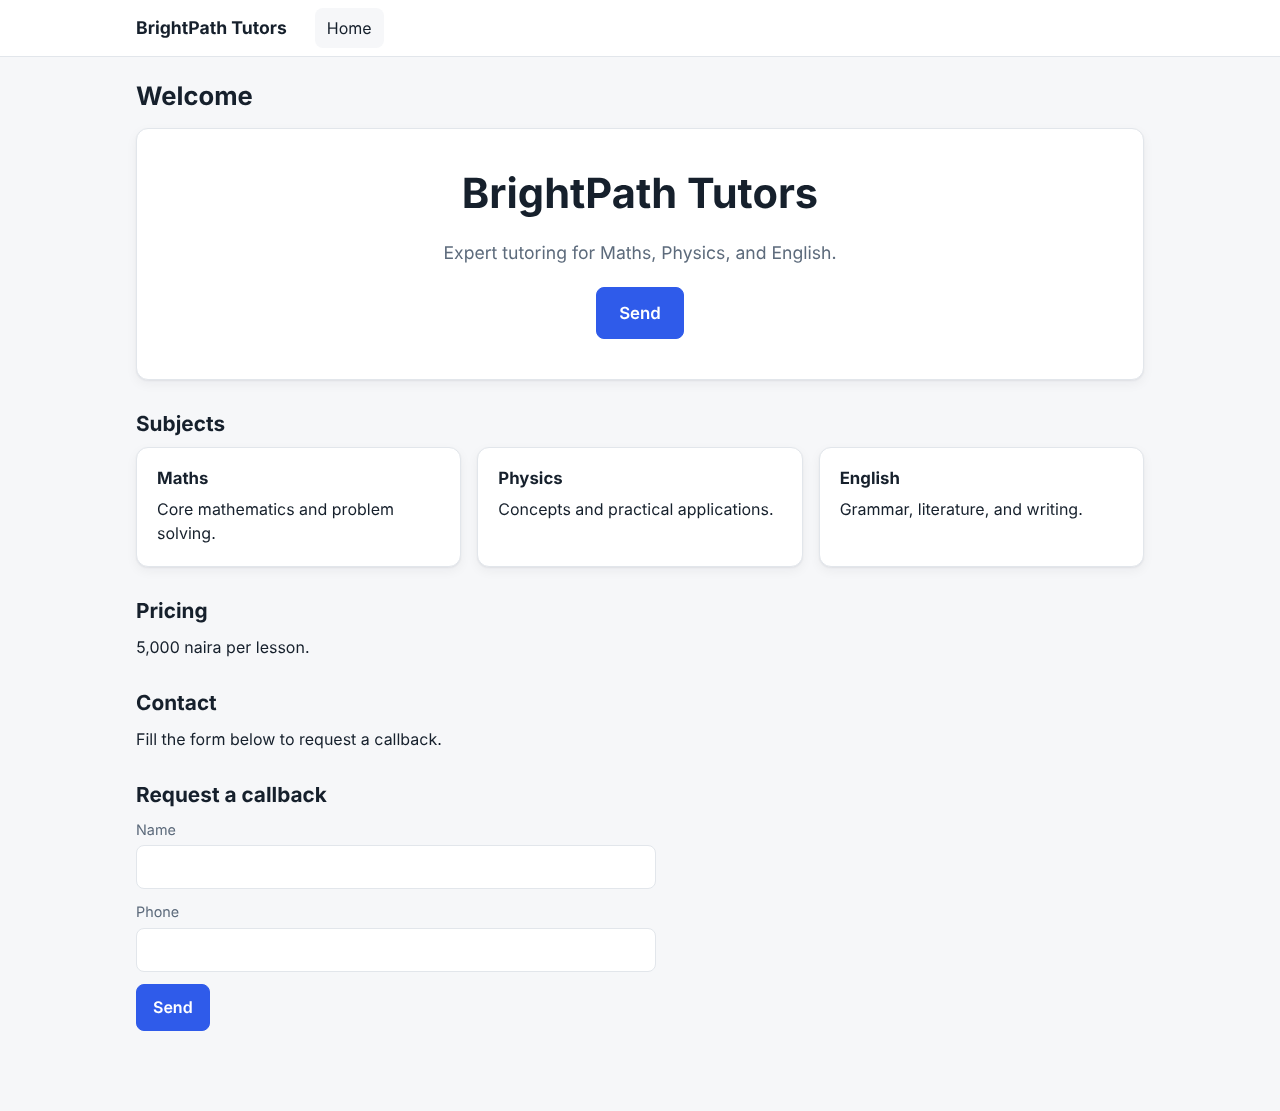 BrightPath Tutors
Home
Welcome
BrightPath Tutors
Expert tutoring for Maths, Physics, and English.
Send
Subjects
Maths
Core mathematics and problem
solving.
Physics
Concepts and practical applications.
English
Grammar, literature, and writing.
Pricing
5,000 naira per lesson.
Contact
Fill the form below to request a callback.
Request a callback
Name
Phone
Send